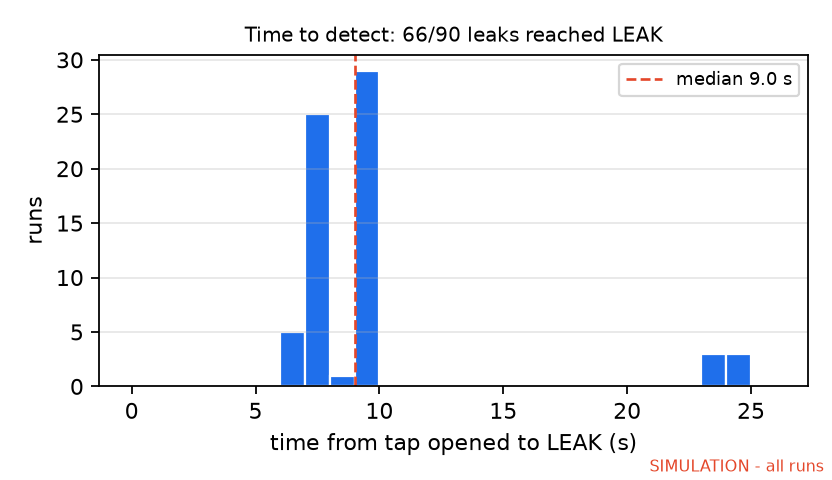 Time to detect: 66/90 leaks reached LEAK
median 9.0 s
30
25
20
15
10
5
0
runs
0 5 10 15 20 25
time from tap opened to LEAK (s)
SIMULATION - all runs